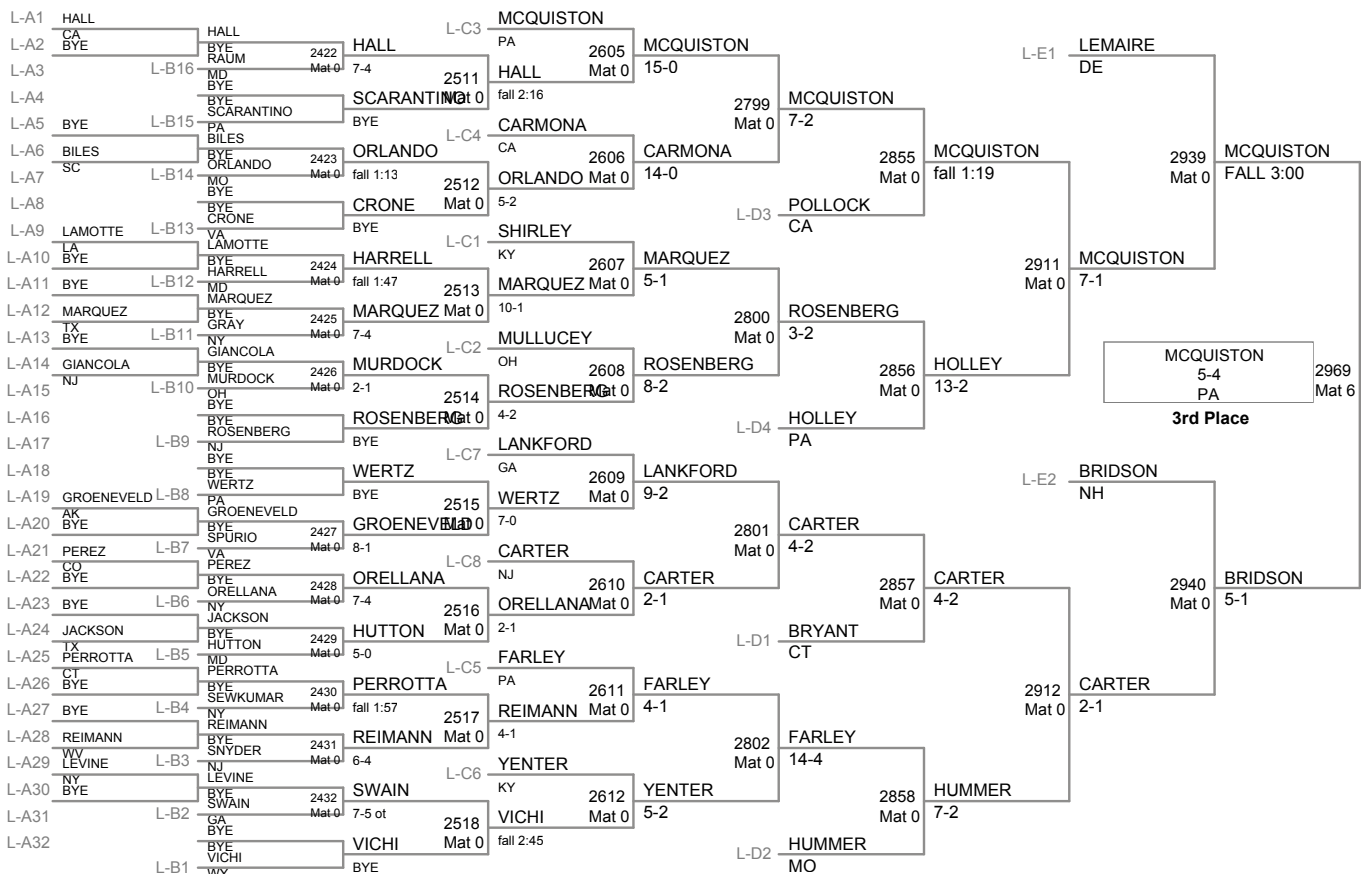 L-A1 HALL
CA
L-A2 BYE
L-A3
L-A4
L-A5 BYE
L-A6 BILES
SC
L-A7
L-A8
L-A9 LAMOTTE
LA
L-A10 BYE
L-A11 BYE
L-A12 MARQUEZ
TX
L-A13 BYE
L-A14 GIANCOLA
NJ
L-A15
L-A16
L-A17
L-A18
L-A19 GROENEVELD
AK
L-A20 BYE
L-A21 PEREZ
CO
L-A22 BYE
L-A23 BYE
L-A24 JACKSON
TX
L-A25 PERROTTA
CT
L-A26 BYE
L-A27 BYE
L-A28 REIMANN
WV
L-A29 LEVINE
NY
L-A30 BYE
L-A31
L-A32
HALL
BYE
L-B16 RAUM
MD
2422
Mat 0
BYE
BYE
L-B15 SCARANTINO
PA
BILES
BYE
L-B14 ORLANDO
MO
2423
Mat 0
BYE
BYE
L-B13 CRONE
VA
LAMOTTE
BYE
L-B12 HARRELL
MD
2424
Mat 0
MARQUEZ
BYE
L-B11 GRAY
NY
2425
Mat 0
GIANCOLA
BYE
L-B10 MURDOCK
OH
2426
Mat 0
BYE
BYE
L-B9 ROSENBERG
NJ
BYE
BYE
L-B8 WERTZ
PA
GROENEVELD
BYE
L-B7 SPURIO
VA
2427
Mat 0
PEREZ
BYE
L-B6 ORELLANA
NY
2428
Mat 0
JACKSON
BYE
L-B5 HUTTON
MD
2429
Mat 0
PERROTTA
BYE
L-B4 SEWKUMAR
NY
2430
Mat 0
REIMANN
BYE
L-B3 SNYDER
NJ
2431
Mat 0
LEVINE
BYE
L-B2 SWAIN
GA
2432
Mat 0
BYE
BYE
L-B1 VICHI
WY
HALL
7-4
2511
Mat 0
SCARANTINO
BYE
ORLANDO
fall 1:13
2512
Mat 0
CRONE
BYE
HARRELL
fall 1:47
2513
Mat 0
MARQUEZ
7-4
MURDOCK
2-1
2514
Mat 0
ROSENBERG
BYE
WERTZ
BYE
2515
Mat 0
GROENEVELD
8-1
ORELLANA
7-4
2516
Mat 0
HUTTON
5-0
PERROTTA
fall 1:57
2517
Mat 0
REIMANN
6-4
SWAIN
7-5 ot
2518
Mat 0
VICHI
BYE
L-C3 MCQUISTON
PA
2605
Mat 0
HALL
fall 2:16
L-C4 CARMONA
CA
2606
Mat 0
ORLANDO
5-2
L-C1 SHIRLEY
KY
2607
Mat 0
MARQUEZ
10-1
L-C2 MULLUCEY
OH
2608
Mat 0
ROSENBERG
4-2
L-C7 LANKFORD
GA
2609
Mat 0
WERTZ
7-0
L-C8 CARTER
NJ
2610
Mat 0
ORELLANA
2-1
L-C5 FARLEY
PA
2611
Mat 0
REIMANN
4-1
L-C6 YENTER
KY
2612
Mat 0
VICHI
fall 2:45
MCQUISTON
15-0
2799
Mat 0
CARMONA
14-0
MARQUEZ
5-1
2800
Mat 0
ROSENBERG
8-2
LANKFORD
9-2
2801
Mat 0
CARTER
2-1
FARLEY
4-1
2802
Mat 0
YENTER
5-2
MCQUISTON
7-2
2855
Mat 0
L-D3 POLLOCK
CA
ROSENBERG
3-2
2856
Mat 0
L-D4 HOLLEY
PA
CARTER
4-2
2857
Mat 0
L-D1 BRYANT
CT
FARLEY
14-4
2858
Mat 0
L-D2 HUMMER
MO
MCQUISTON
fall 1:19
2911
Mat 0
HOLLEY
13-2
CARTER
4-2
2912
Mat 0
HUMMER
7-2
L-E1 LEMAIRE
DE
2939
Mat 0
MCQUISTON
7-1
L-E2 BRIDSON
NH
2940
Mat 0
CARTER
2-1
MCQUISTON
FALL 3:00
BRIDSON
5-1
MCQUISTON
5-4
PA
2969
Mat 6
3rd Place